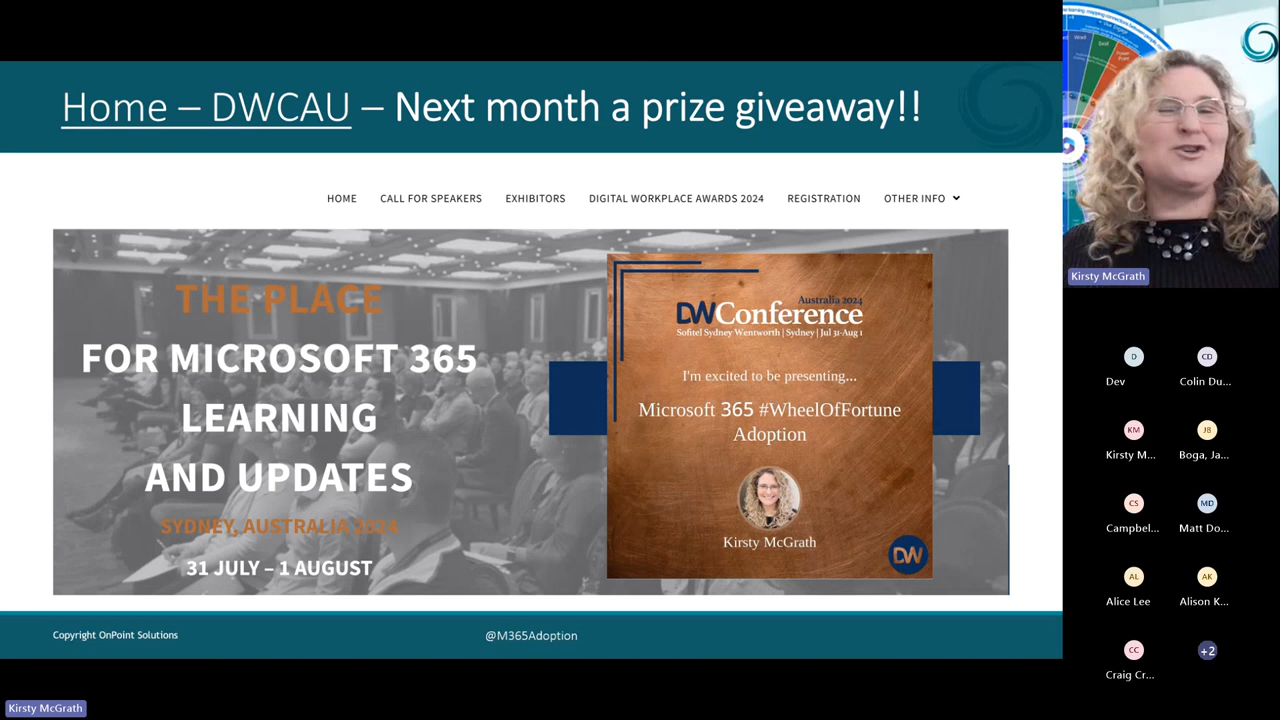 Home – DWCAU – Next month a prize giveaway!!
HOME CALL FOR SPEAKERS EXHIBITORS DIGITAL WORKPLACE AWARDS 2024 REGISTRATION OTHER INFO
THE PLACE
FOR MICROSOFT 365
LEARNING
AND UPDATES
SYDNEY, AUSTRALIA 2024
31 JULY – 1 AUGUST
Australia 2024
DWConference
Sofitel Sydney Wentworth | Sydney | Jul 31-Aug 1
I'm excited to be presenting...
Microsoft 365 #WheelOfFortune
Adoption
Kirsty McGrath
DW
Copyright OnPoint Solutions
@M365Adoption
Kirsty McGrath
Word
Excel
Power
Point
Kirsty McGrath
D
CD
Dev
Colin Du...
KM
JB
Kirsty M...
Boga, Ja...
CS
MD
Campbel...
Matt Do...
AL
AK
Alice Lee
Alison K...
CC
+2
Craig Cr...